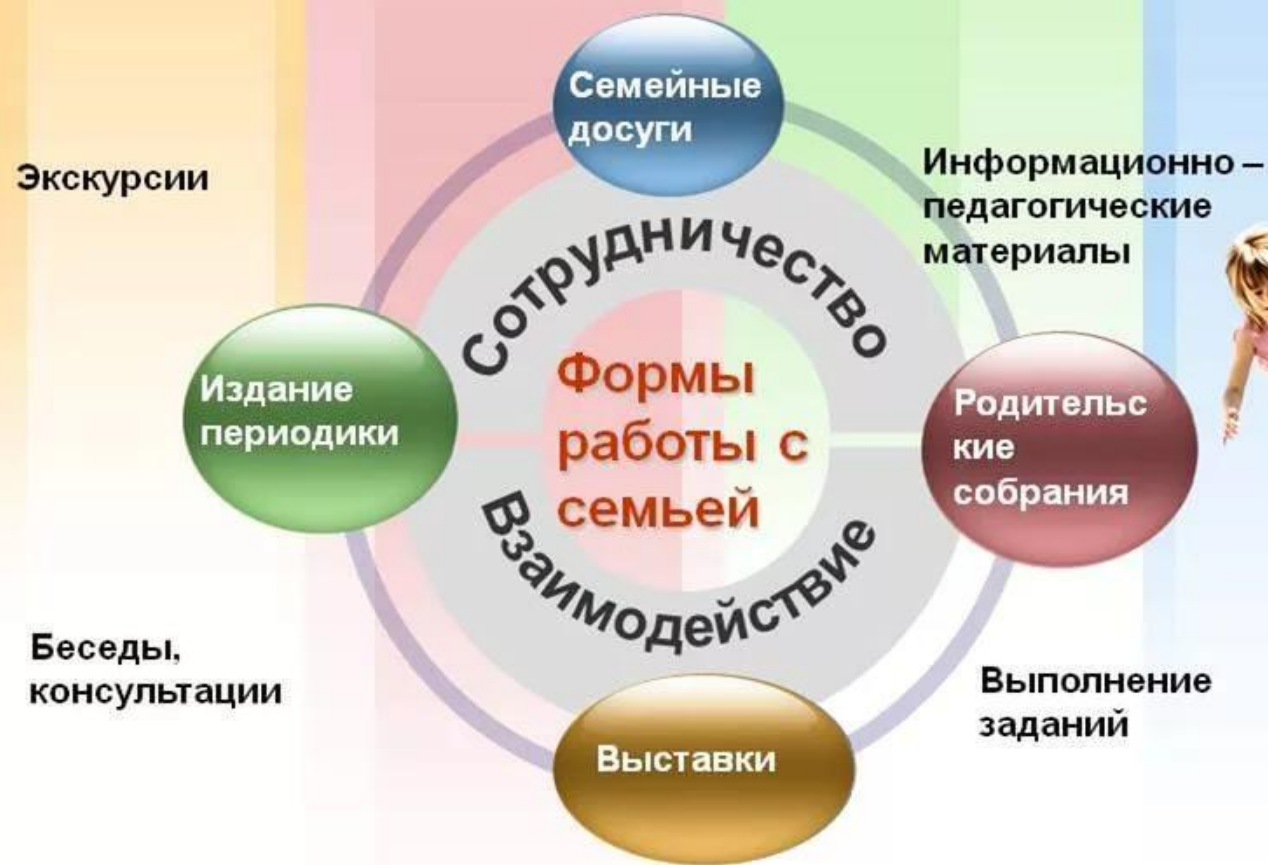 Семейные
досуги
Экскурсии
Информационно –
педагогические
материалы
Сотрудничество
Издание
периодики
Формы
работы с
семьей
Родительс
кие
собрания
Взаимодействие
Беседы,
консультации
Выполнение
заданий
Выставки